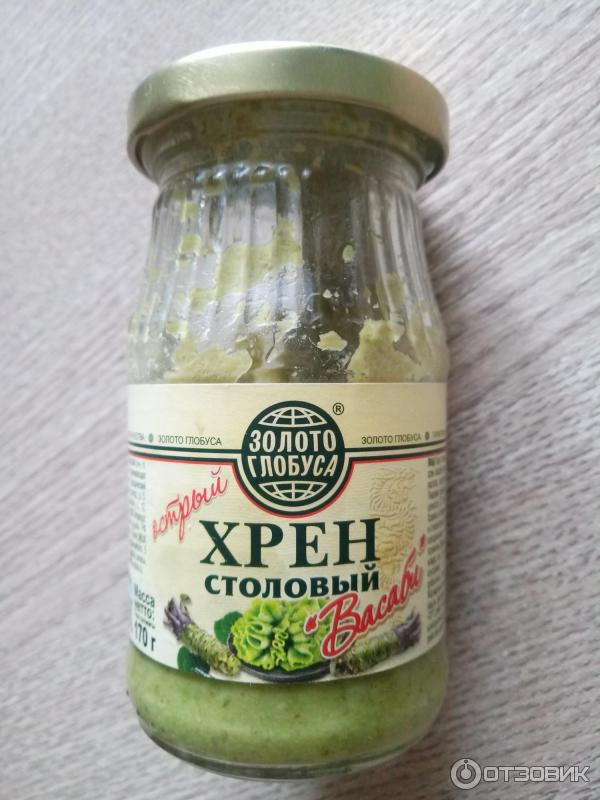 ЗОЛОТО
ГЛОБУСА
®
ЗОЛОТО ГЛОБУСА
ЗОЛОТО ГЛОБУСА
острый
ХРЕН
СТОЛОВЫЙ
"Васаби"
Масса
нетто:
170 г
ОТЗОВИК